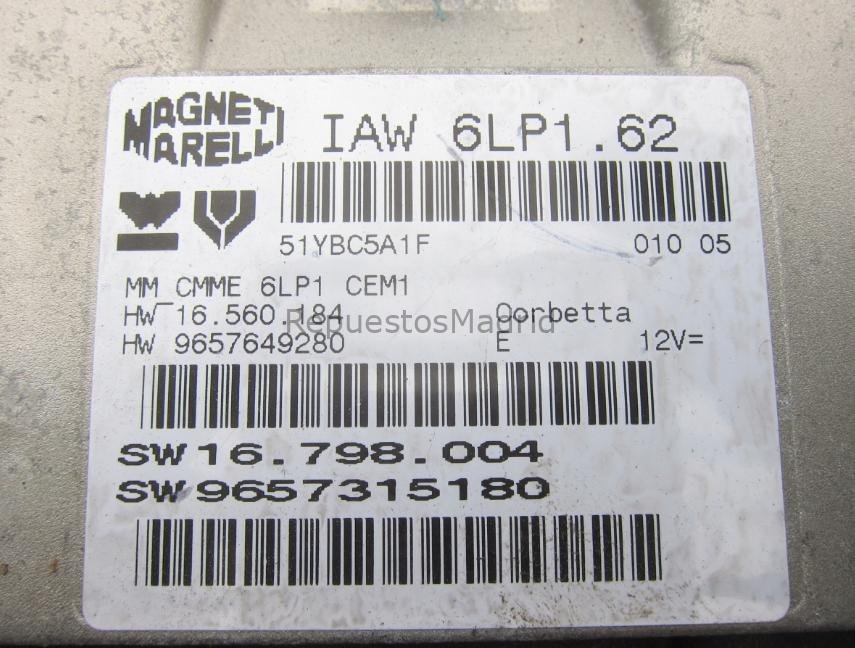 MAGNETI MARELLI
IAW 6LP1.62
51YBC5A1F 010 05
MM CMME 6LP1 CEM1
HW 16.560.184 Corbetta
RepuestosMadrid
HW 9657649280 E 12V=
SW 16.798.004
SW 9657315180